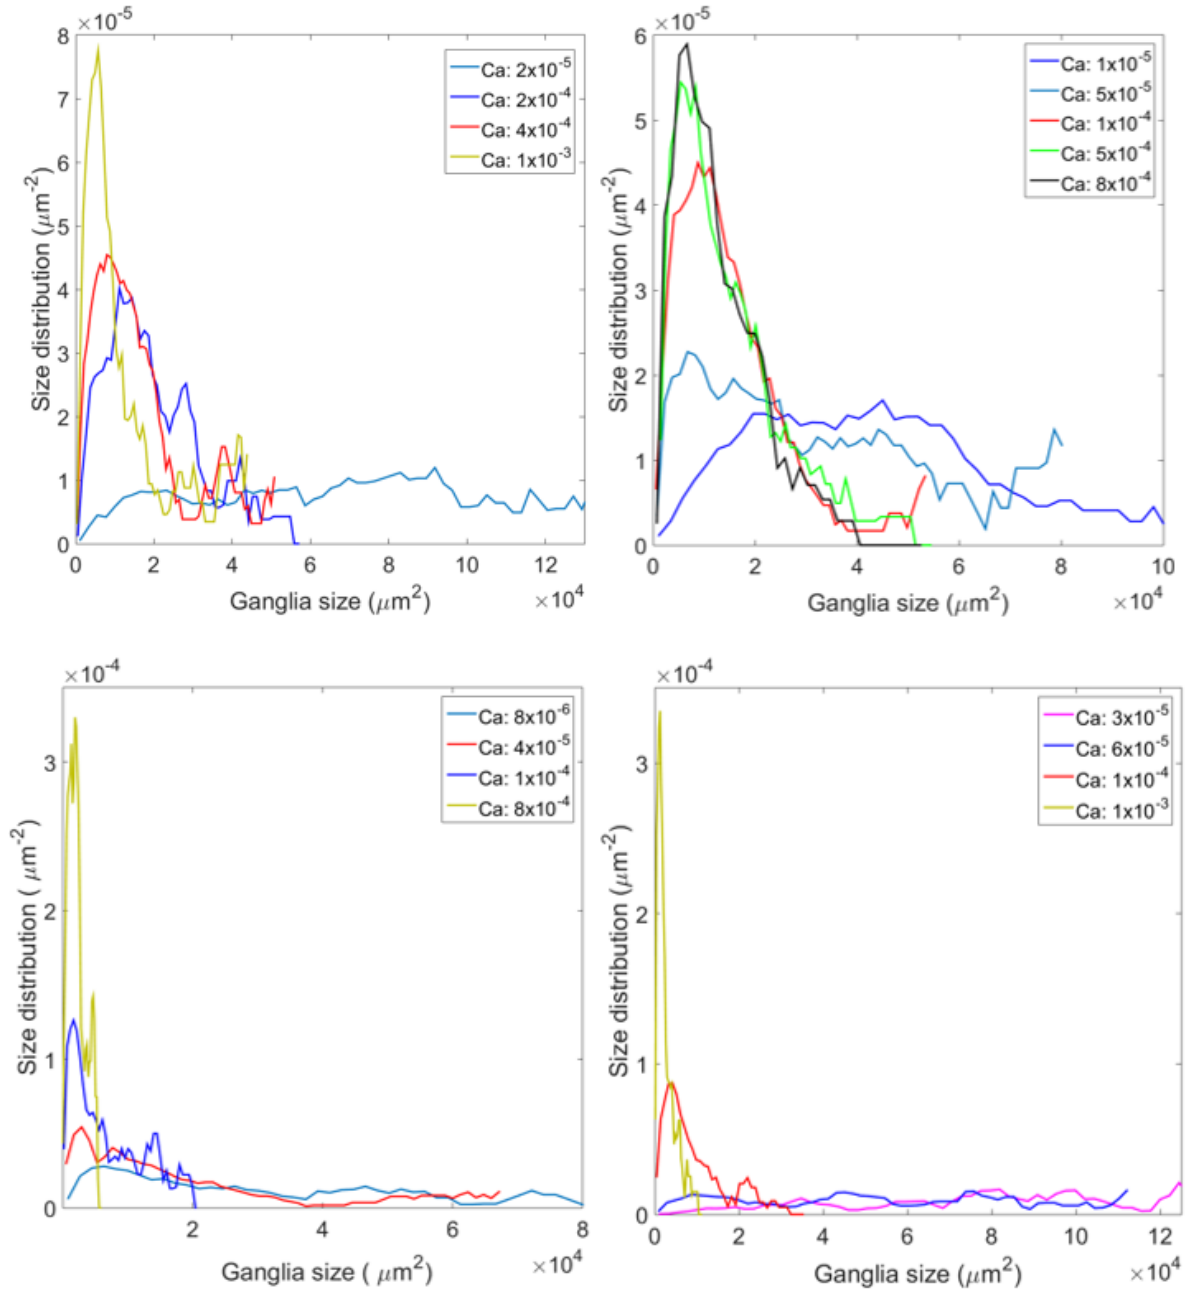 ×10⁻⁵
8
7
6
5
4
3
2
1
0
Size distribution (μm⁻²)
Ca: 2x10⁻⁵
Ca: 2x10⁻⁴
Ca: 4x10⁻⁴
Ca: 1x10⁻³
0 2 4 6 8 10 12
Ganglia size (μm²)
×10⁴
×10⁻⁵
6
5
4
3
2
1
0
Size distribution (μm⁻²)
Ca: 1x10⁻⁵
Ca: 5x10⁻⁵
Ca: 1x10⁻⁴
Ca: 5x10⁻⁴
Ca: 8x10⁻⁴
0 2 4 6 8 10
Ganglia size (μm²)
×10⁴
×10⁻⁴
3
2
1
0
Size distribution ( μm⁻²)
Ca: 8x10⁻⁶
Ca: 4x10⁻⁵
Ca: 1x10⁻⁴
Ca: 8x10⁻⁴
2 4 6 8
Ganglia size ( μm²)
×10⁴
×10⁻⁴
3
2
1
0
Size distribution (μm⁻²)
Ca: 3x10⁻⁵
Ca: 6x10⁻⁵
Ca: 1x10⁻⁴
Ca: 1x10⁻³
0 2 4 6 8 10 12
Ganglia size (μm²)
×10⁴